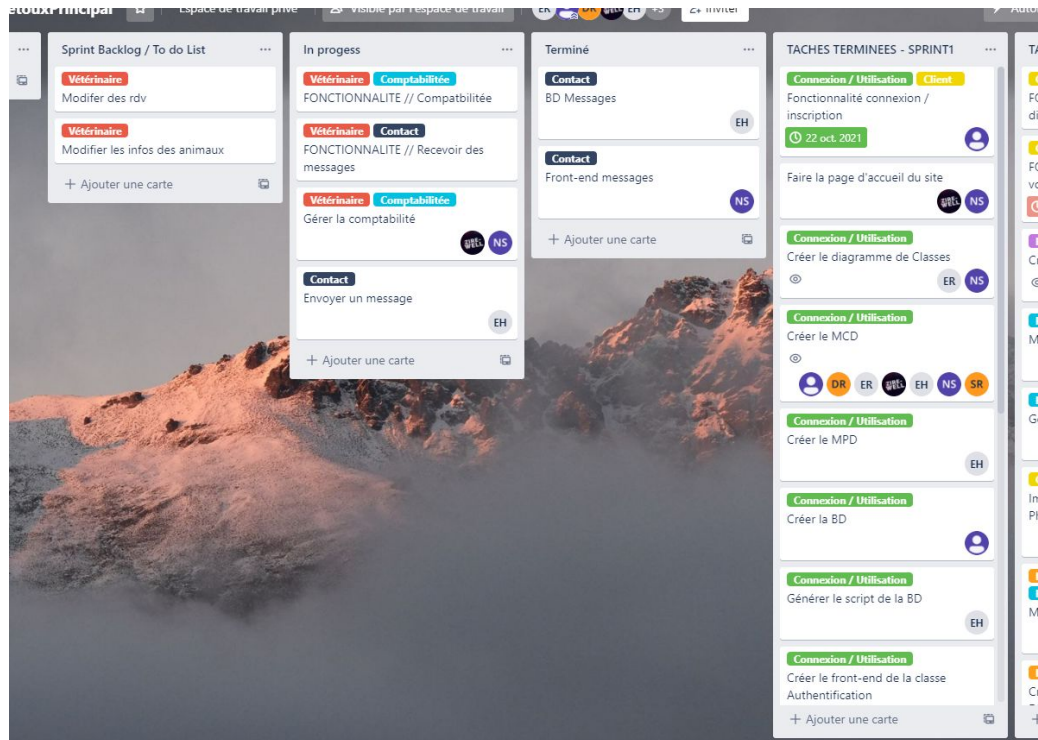 Principal
Espace de travail privé
Visible par l'espace de travail
ER
DR
EH
+3
Inviter
Sprint Backlog / To do List
Vétérinaire
Modifer des rdv
Vétérinaire
Modifier les infos des animaux
+ Ajouter une carte
In progess
Vétérinaire Comptabilitée
FONCTIONNALITE // Compatbilitée
Vétérinaire Contact
FONCTIONNALITE // Recevoir des
messages
Vétérinaire Comptabilitée
Gérer la comptabilité
NS
Contact
Envoyer un message
EH
+ Ajouter une carte
Terminé
Contact
BD Messages
EH
Contact
Front-end messages
NS
+ Ajouter une carte
TACHES TERMINEES - SPRINT1
Connexion / Utilisation Client
Fonctionnalité connexion /
inscription
22 oct. 2021
Faire la page d'accueil du site
NS
Connexion / Utilisation
Créer le diagramme de Classes
ER NS
Connexion / Utilisation
Créer le MCD
DR ER EH NS SR
Connexion / Utilisation
Créer le MPD
EH
Connexion / Utilisation
Créer la BD
Connexion / Utilisation
Générer le script de la BD
EH
Connexion / Utilisation
Créer le front-end de la classe
Authentification
+ Ajouter une carte